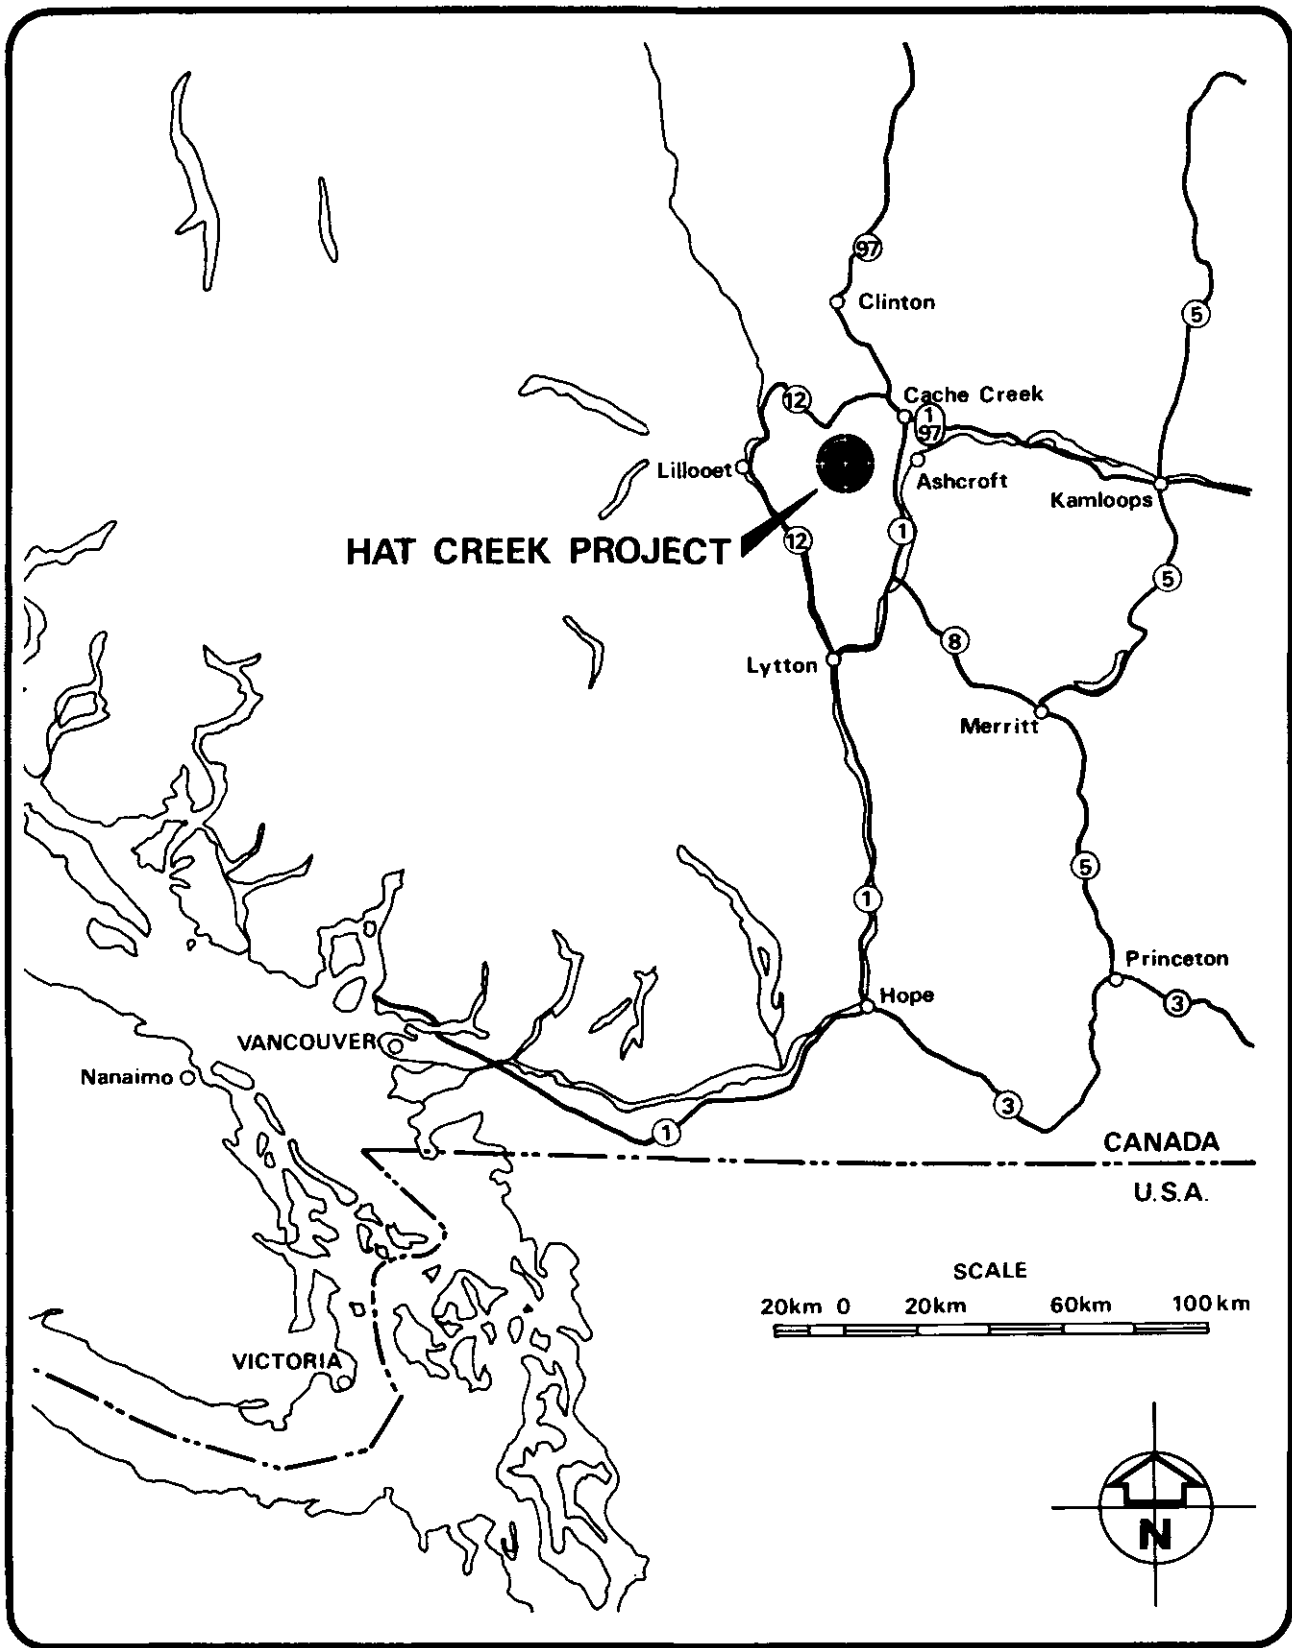 97
Clinton
5
12
Cache Creek
1
97
Lillooet
Ashcroft
Kamloops
HAT CREEK PROJECT
12
1
5
8
Lytton
Merritt
5
1
Princeton
Hope
3
VANCOUVER
Nanaimo
3
1
CANADA
U.S.A.
SCALE
20km 0 20km 60km 100km
VICTORIA
N